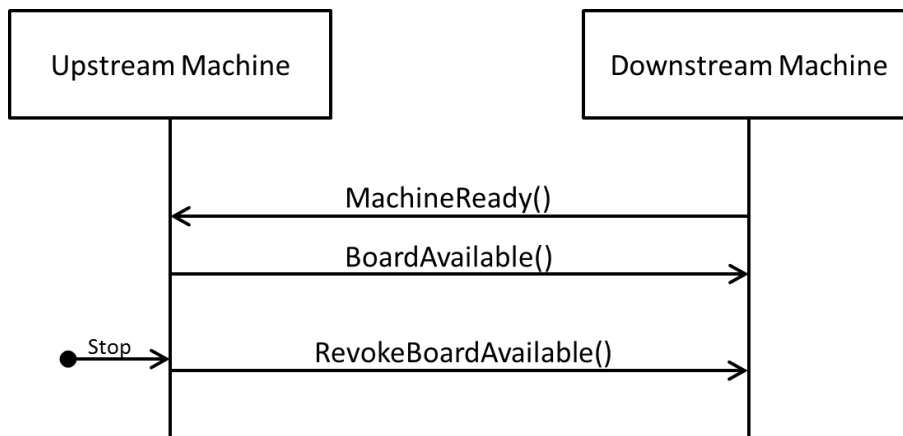 Upstream Machine
Downstream Machine
MachineReady()
BoardAvailable()
Stop
RevokeBoardAvailable()